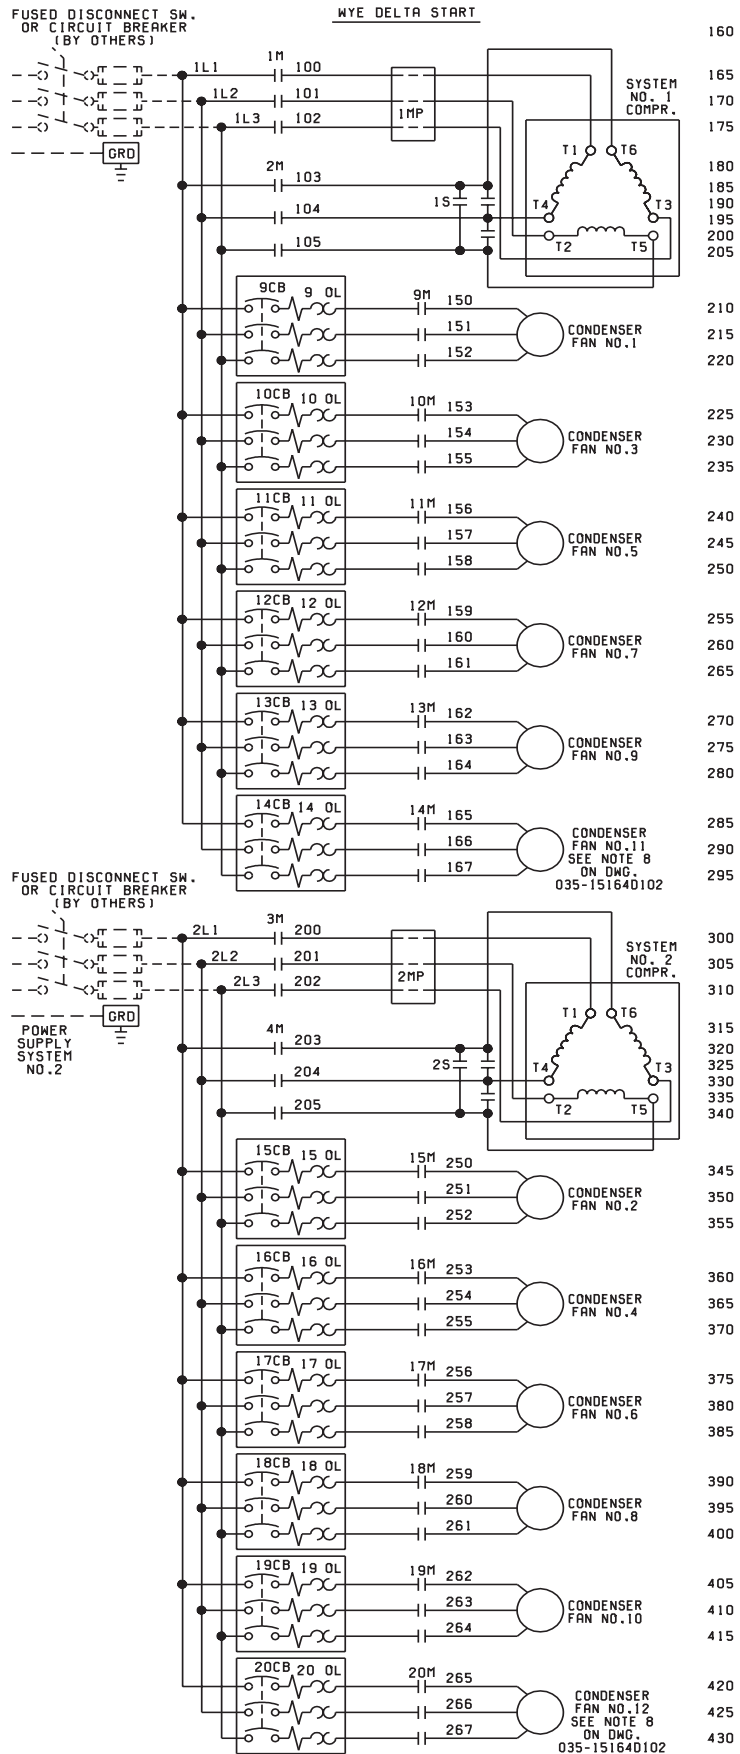 FUSED DISCONNECT SW.
OR CIRCUIT BREAKER
(BY OTHERS)
WYE DELTA START
160
1L1
1M
100
165
1L2
101
170
1L3
102
175
1MP
SYSTEM
NO. 1
COMPR.
GRD
T1
T6
180
2M
103
185
1S
190
104
T4
T3
195
T2
T5
200
105
205
9CB
9 OL
9M
150
210
151
CONDENSER
FAN NO.1
215
152
220
10CB
10 OL
10M
153
225
154
CONDENSER
FAN NO.3
230
155
235
11CB
11 OL
11M
156
240
157
CONDENSER
FAN NO.5
245
158
250
12CB
12 OL
12M
159
255
160
CONDENSER
FAN NO.7
260
161
265
13CB
13 OL
13M
162
270
163
CONDENSER
FAN NO.9
275
164
280
14CB
14 OL
14M
165
285
166
290
167
295
CONDENSER
FAN NO.11
SEE NOTE 8
ON DWG.
035-15164D102
FUSED DISCONNECT SW.
OR CIRCUIT BREAKER
(BY OTHERS)
2L1
3M
200
300
2L2
201
305
2L3
202
310
2MP
SYSTEM
NO. 2
COMPR.
GRD
T1
T6
POWER
SUPPLY
SYSTEM
NO.2
315
4M
203
320
2S
325
204
T4
T3
330
T2
T5
335
205
340
15CB
15 OL
15M
250
345
251
CONDENSER
FAN NO.2
350
252
355
16CB
16 OL
16M
253
360
254
CONDENSER
FAN NO.4
365
255
370
17CB
17 OL
17M
256
375
257
CONDENSER
FAN NO.6
380
258
385
18CB
18 OL
18M
259
390
260
CONDENSER
FAN NO.8
395
261
400
19CB
19 OL
19M
262
405
263
CONDENSER
FAN NO.10
410
264
415
20CB
20 OL
20M
265
420
266
425
267
430
CONDENSER
FAN NO.12
SEE NOTE 8
ON DWG.
035-15164D102